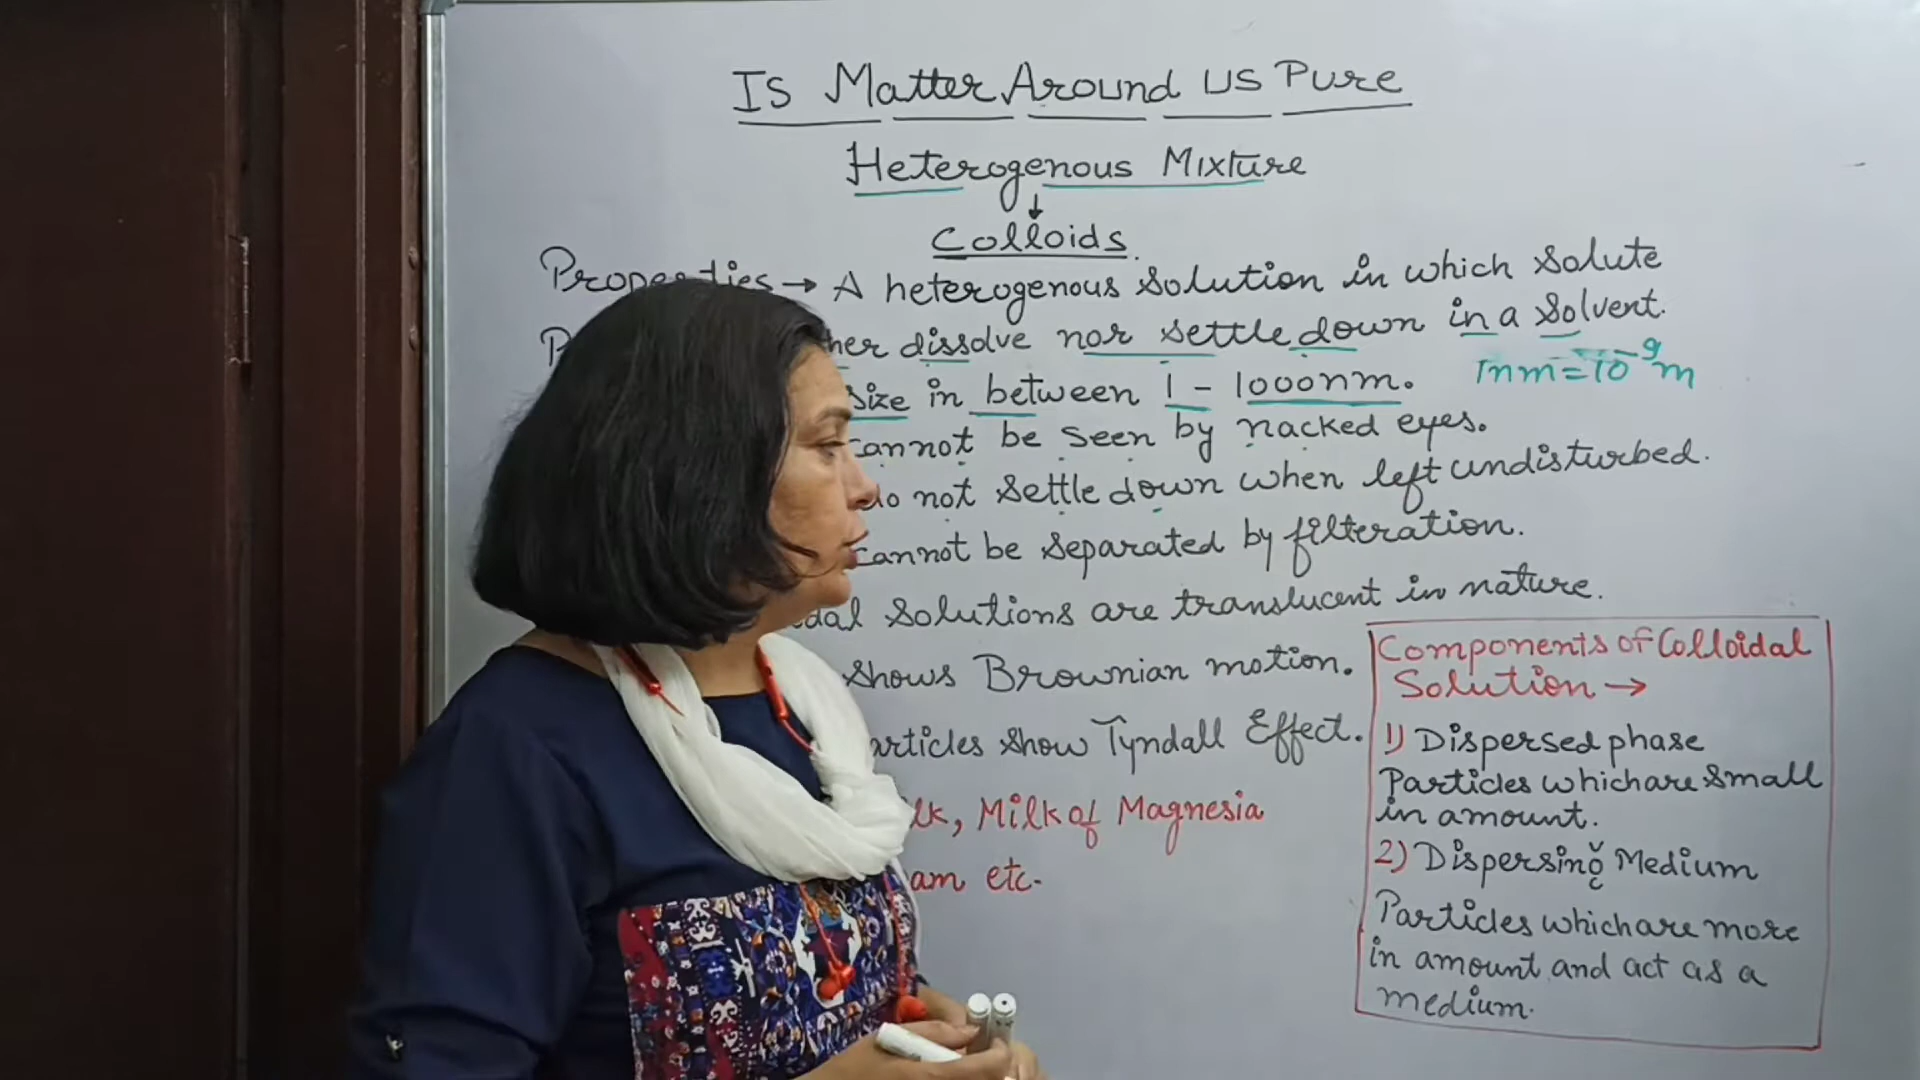 Is Matter Around US Pure
Heterogenous Mixture
↓
Colloids
Properties → A heterogenous solution in which solute
dissolve nor settle down in a solvent.
size in between 1 - 1000nm. 1nm = 10⁻⁹m
cannot be seen by nacked eyes.
do not settle down when left undisturbed.
cannot be separated by filteration.
solutions are translucent in nature.
shows Brownian motion.
show Tyndall Effect.
Milk of Magnesia
etc.
Components of Colloidal
Solution →
1) Dispersed phase
Particles which are small
in amount.
2) Dispersing Medium
Particles which are more
in amount and act as a
medium.